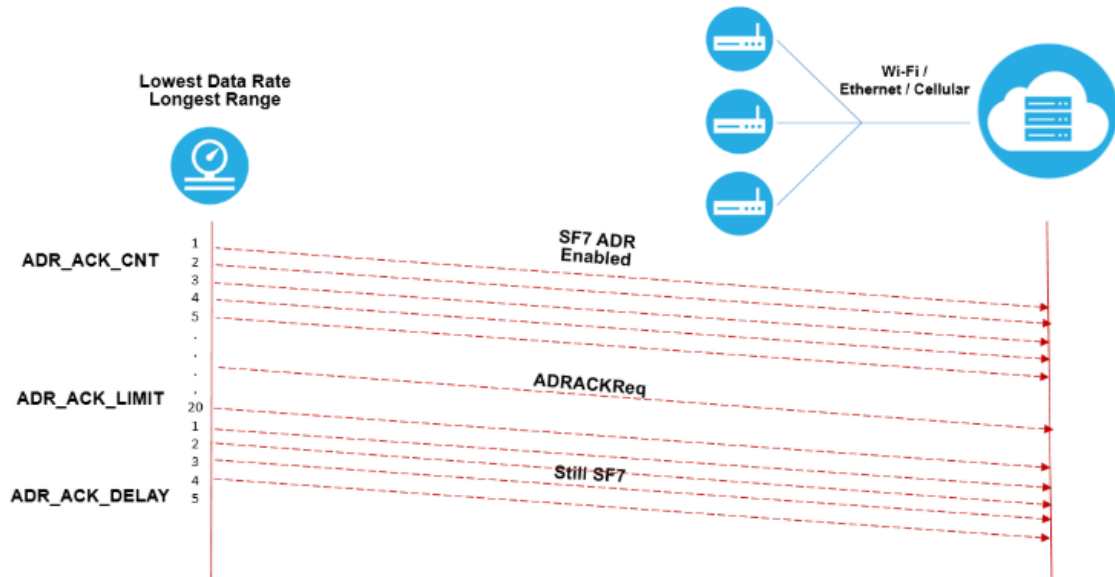 Lowest Data Rate
Longest Range
Wi-Fi /
Ethernet / Cellular
SF7 ADR
Enabled
ADR_ACK_CNT
1
2
3
4
5
.
.
.
.
ADRACKReq
ADR_ACK_LIMIT
20
1
2
3
Still SF7
4
ADR_ACK_DELAY
5